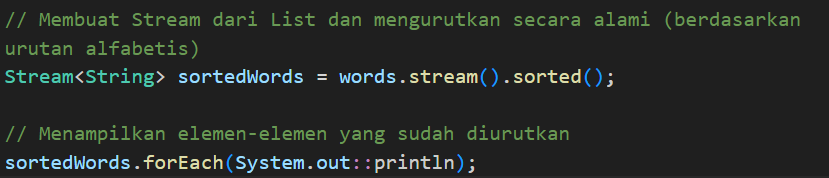 // Membuat Stream dari List dan mengurutkan secara alami (berdasarkan
urutan alfabetis)
Stream<String> sortedWords = words.stream().sorted();
// Menampilkan elemen-elemen yang sudah diurutkan
sortedWords.forEach(System.out::println);